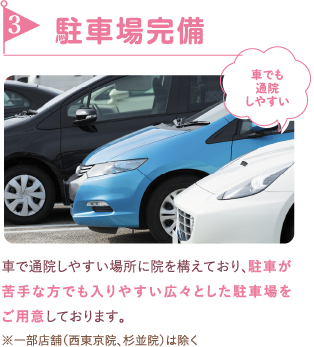 3 駐車場完備
車でも
通院
しやすい
車で通院しやすい場所に院を構えており、駐車が
苦手な方でも入りやすい広々とした駐車場を
ご用意しております。
※一部店舗(西東京院、杉並院)は除く